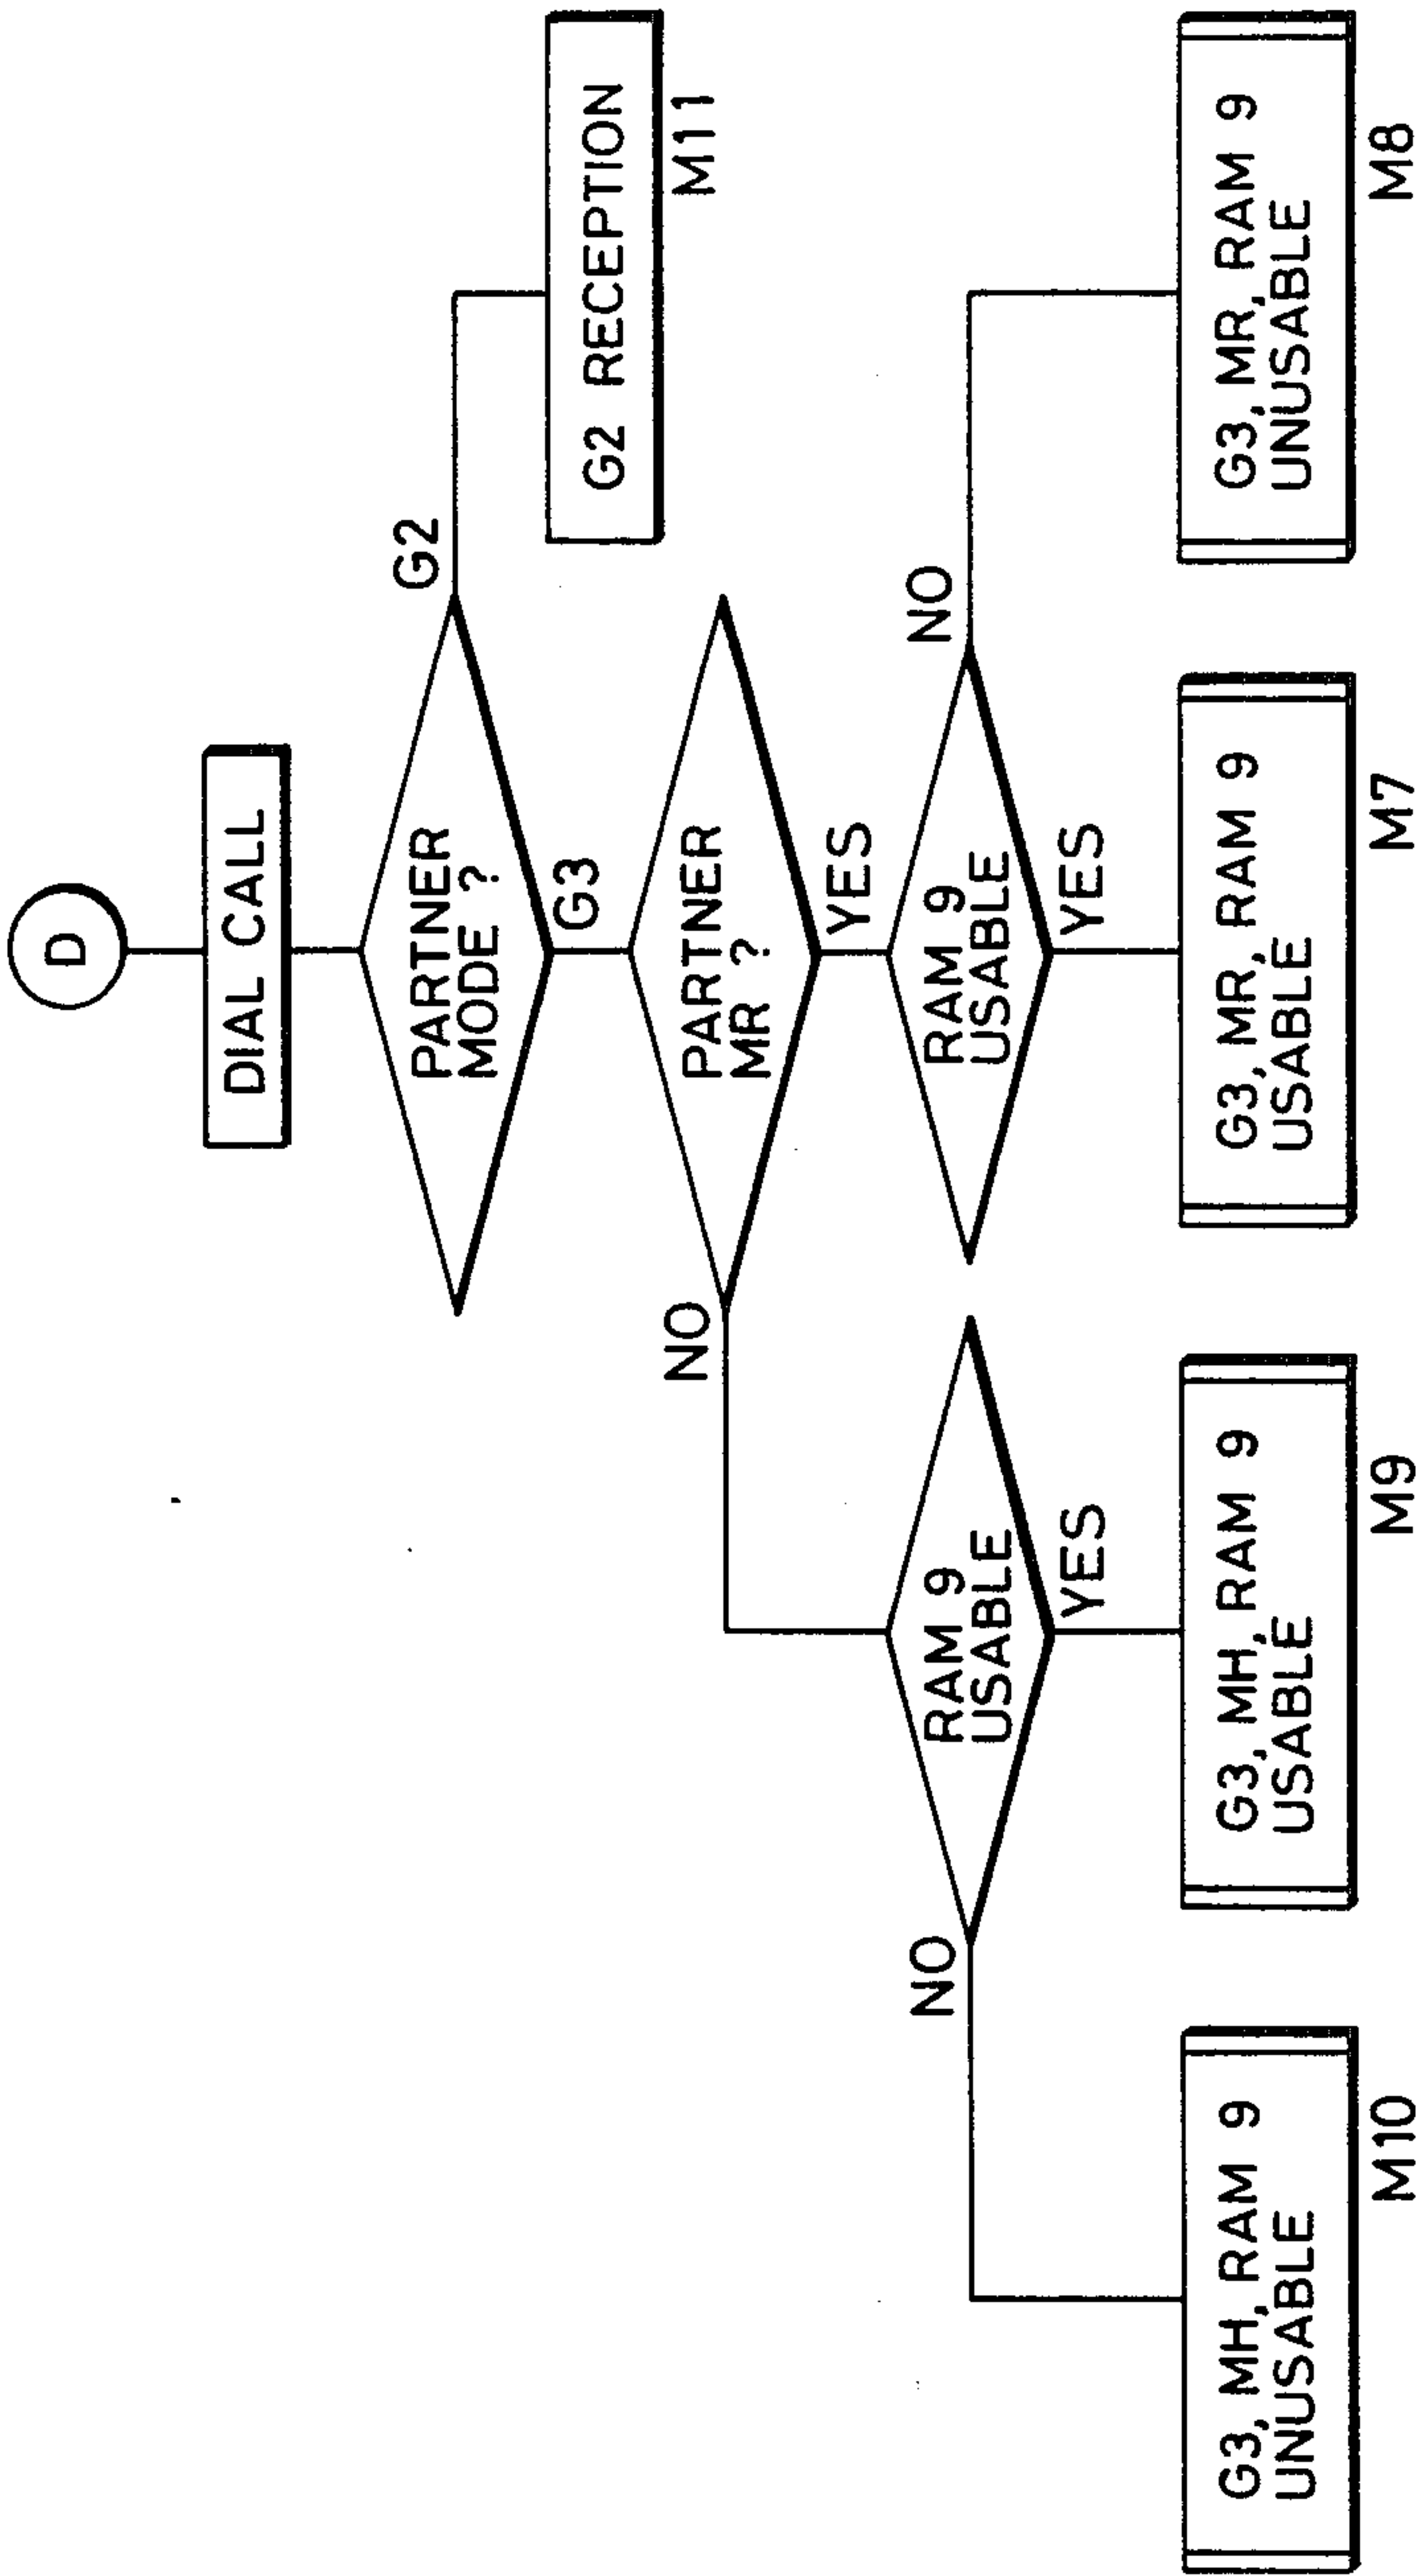 D
DIAL CALL
PARTNER
MODE ?
G2
G3
G2 RECEPTION
M11
PARTNER
MR ?
NO
YES
RAM 9
USABLE
NO
YES
RAM 9
USABLE
NO
YES
G3, MH, RAM 9
UNUSABLE
M10
G3, MH, RAM 9
USABLE
M9
G3, MR, RAM 9
USABLE
M7
G3, MR, RAM 9
UNUSABLE
M8